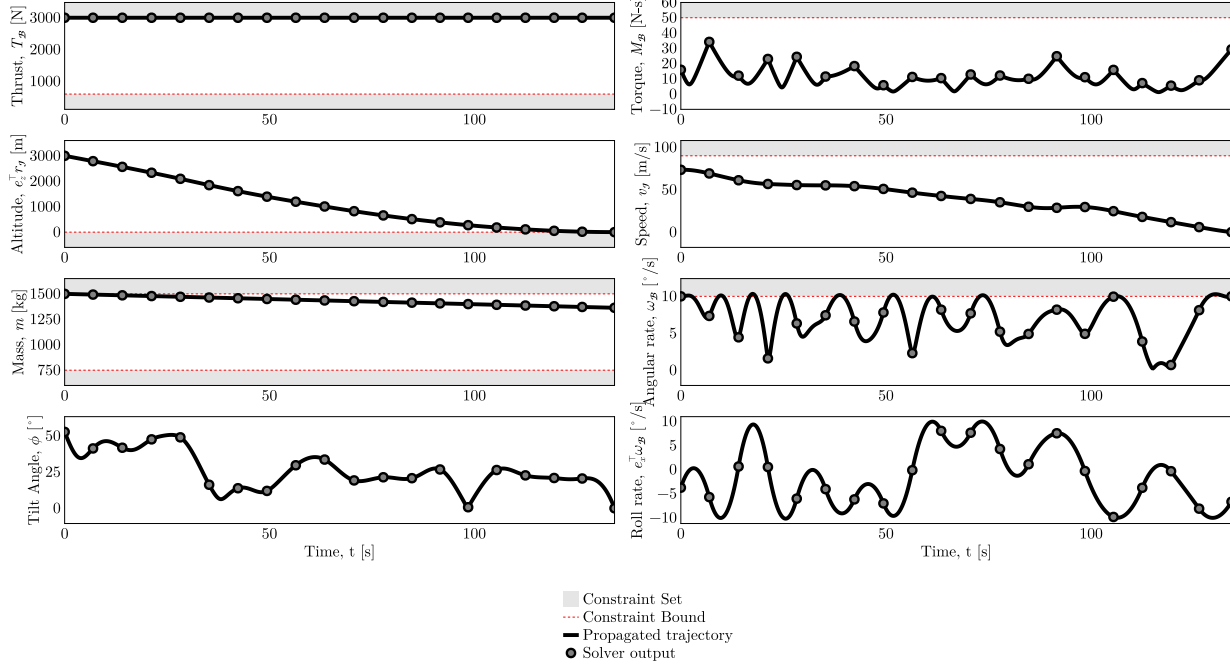 Thrust, T_𝓑 [N]
3000
2000
1000
0 50 100
Torque, M_𝓑 [N-s]
60
50
40
30
20
10
0
−10
0 50 100
Altitude, e_z^⊤ r_𝓘 [m]
3000
2000
1000
0
0 50 100
Speed, v_𝓘 [m/s]
100
50
0
0 50 100
Mass, m [kg]
1500
1250
1000
750
0 50 100
Angular rate, ω_𝓑 [°/s]
10
5
0
0 50 100
Tilt Angle, ϕ [°]
50
25
0
0 50 100
Time, t [s]
Roll rate, e_x^⊤ ω_𝓑 [°/s]
10
5
0
−5
−10
0 50 100
Time, t [s]
Constraint Set
Constraint Bound
Propagated trajectory
Solver output